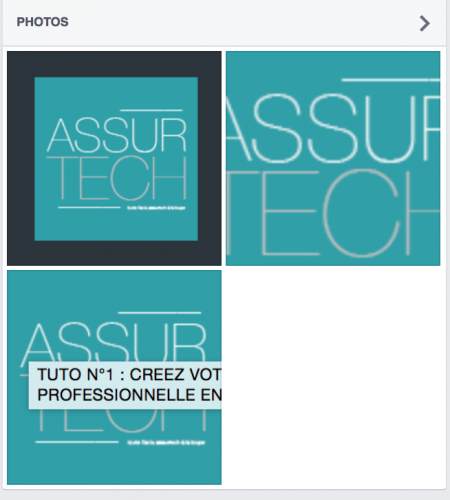 PHOTOS
ASSUR
TECH
ASSUR
TECH
ASSUR
TUTO N°1 : CREEZ VOT
PROFESSIONNELLE EN
TECH